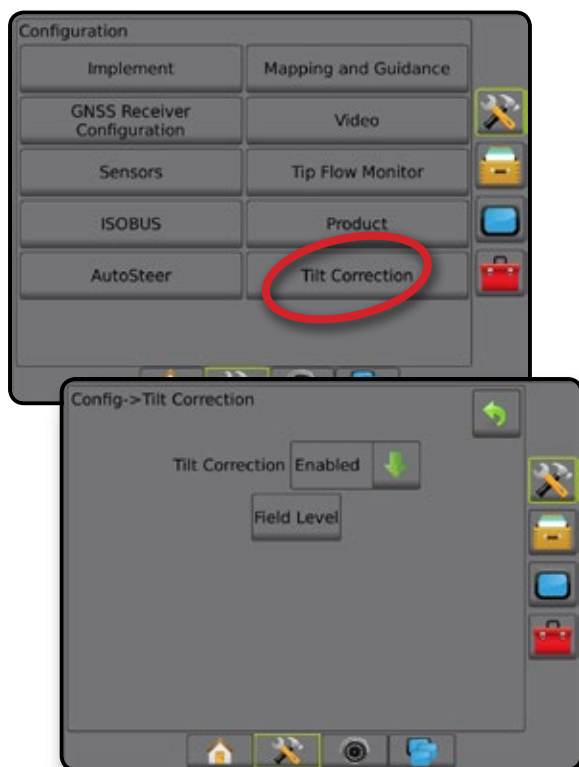 Configuration
Implement
Mapping and Guidance
GNSS Receiver
Configuration
Video
Sensors
Tip Flow Monitor
ISOBUS
Product
AutoSteer
Tilt Correction
Config->Tilt Correction
Tilt Correction Enabled
Field Level